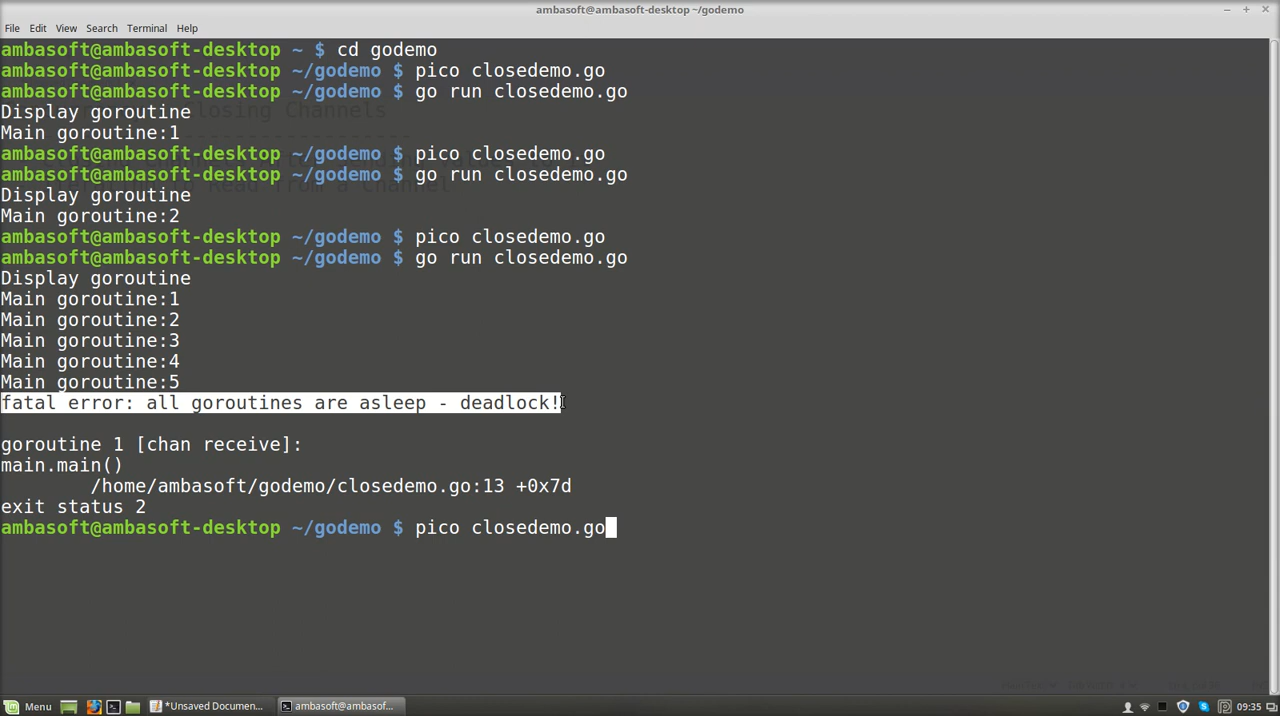 ambasoft@ambasoft-desktop ~/godemo
File Edit View Search Terminal Help
ambasoft@ambasoft-desktop ~ $ cd godemo
ambasoft@ambasoft-desktop ~/godemo $ pico closedemo.go
ambasoft@ambasoft-desktop ~/godemo $ go run closedemo.go
Display goroutine
Closing Channels
Main goroutine:1
ambasoft@ambasoft-desktop ~/godemo $ pico closedemo.go
ambasoft@ambasoft-desktop ~/godemo $ go run closedemo.go
to Read from a Channel
Display goroutine
Main goroutine:2
ambasoft@ambasoft-desktop ~/godemo $ pico closedemo.go
ambasoft@ambasoft-desktop ~/godemo $ go run closedemo.go
Display goroutine
Main goroutine:1
Main goroutine:2
Main goroutine:3
Main goroutine:4
Main goroutine:5
fatal error: all goroutines are asleep - deadlock!
goroutine 1 [chan receive]:
main.main()
/home/ambasoft/godemo/closedemo.go:13 +0x7d
exit status 2
ambasoft@ambasoft-desktop ~/godemo $ pico closedemo.go
Menu *Unsaved Documen... ambasoft@ambasof... 09:35